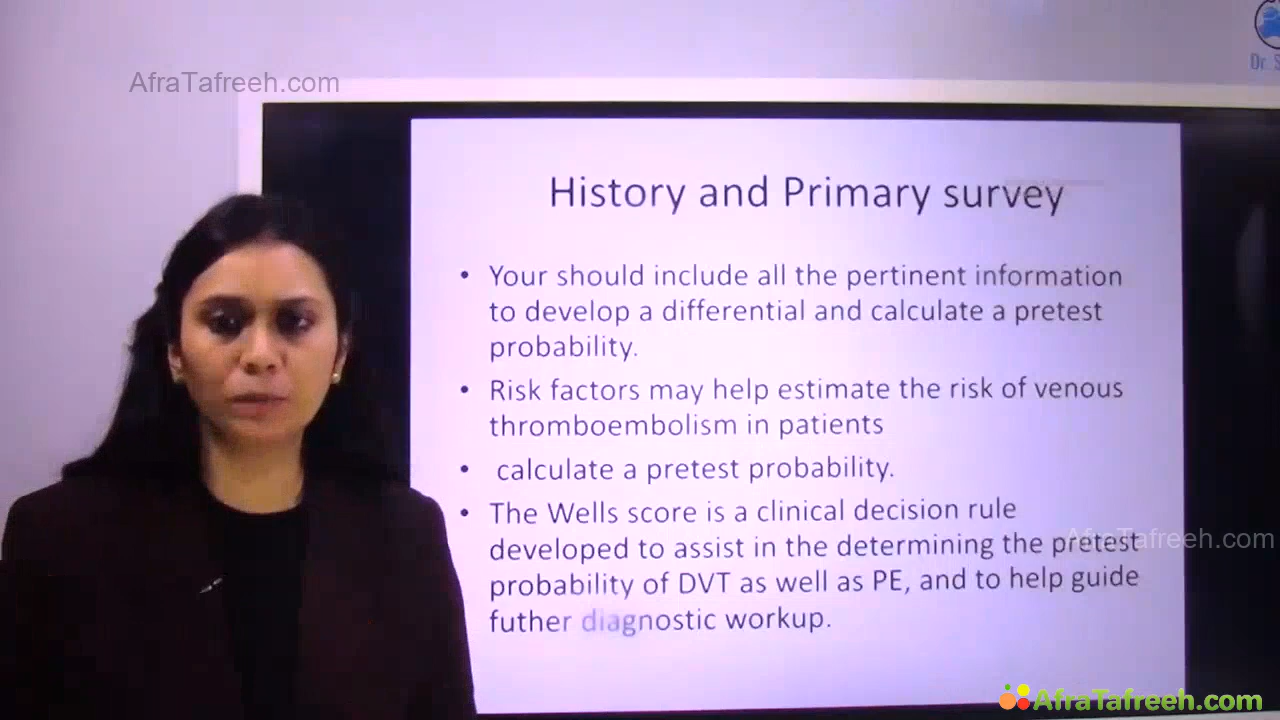 AfraTafreeh.com
Dr. S
History and Primary survey
• Your should include all the pertinent information
to develop a differential and calculate a pretest
probability.
• Risk factors may help estimate the risk of venous
thromboembolism in patients
• calculate a pretest probability.
• The Wells score is a clinical decision rule
developed to assist in the determining the pretest
AfraTafreeh.com
probability of DVT as well as PE, and to help guide
futher diagnostic workup.
AfraTafreeh.com